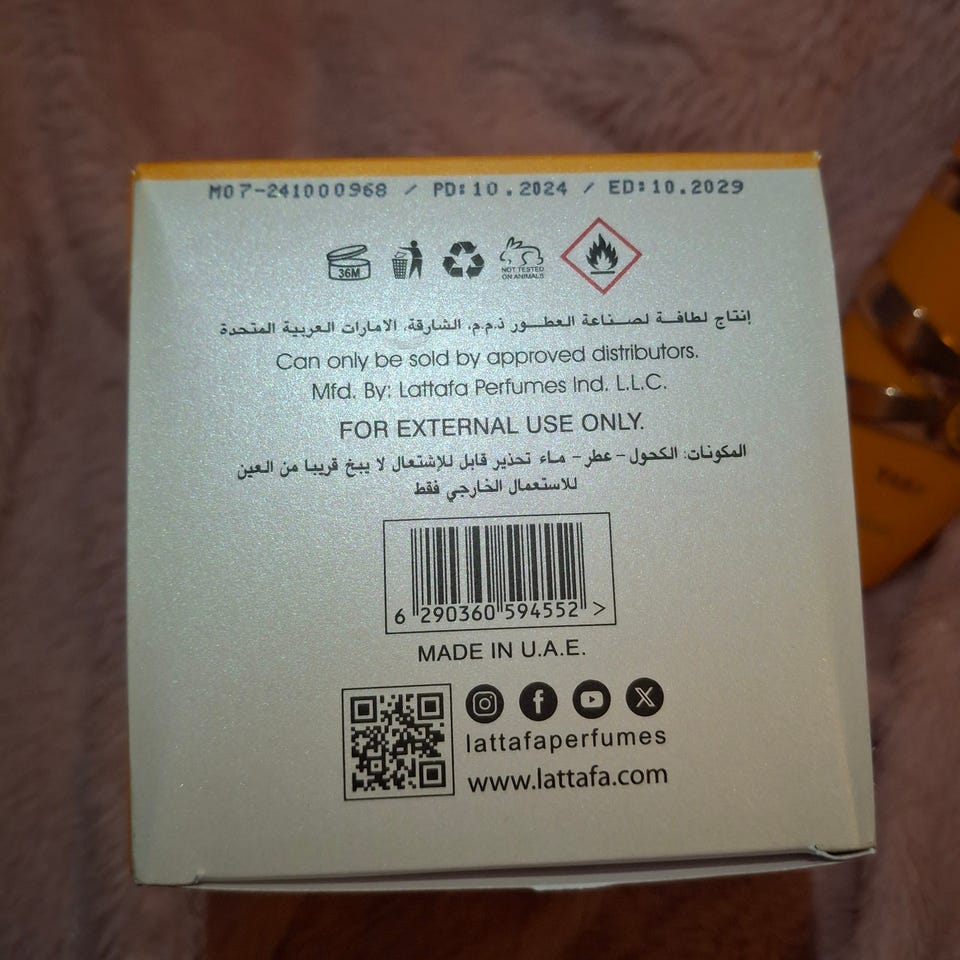 M07-241000968 / PD:10.2024 / ED:10.2029
36M
NOT TESTED
ON ANIMALS
إنتاج لطافة لصناعة العطور ذ.م.م. الشارقة، الامارات العربية المتحدة
Can only be sold by approved distributors.
Mfd. By: Lattafa Perfumes Ind. L.L.C.
FOR EXTERNAL USE ONLY.
المكونات: الكحول - عطر - ماء تحذير قابل للإشتعال لا يبخ قريبا من العين
للاستعمال الخارجي فقط
6 290360 594552 >
MADE IN U.A.E.
lattafaperfumes
www.lattafa.com